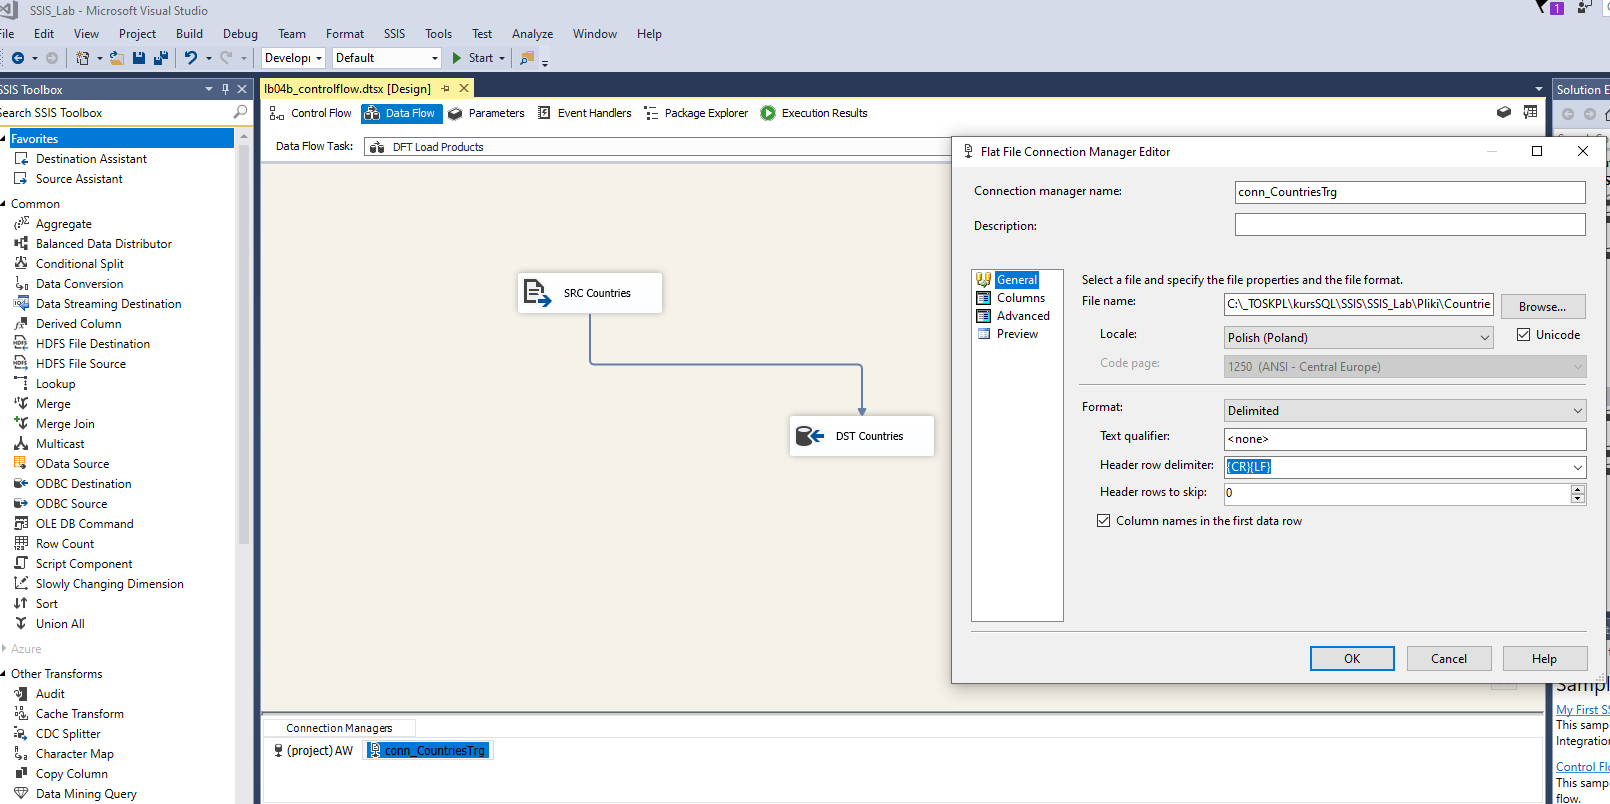 SSIS_Lab - Microsoft Visual Studio
1
File Edit View Project Build Debug Team Format SSIS Tools Test Analyze Window Help
Developi Default Start
SSIS Toolbox
Search SSIS Toolbox
Favorites
Destination Assistant
Source Assistant
Common
Aggregate
Balanced Data Distributor
Conditional Split
Data Conversion
Data Streaming Destination
Derived Column
HDFS File Destination
HDFS File Source
Lookup
Merge
Merge Join
Multicast
OData Source
ODBC Destination
ODBC Source
OLE DB Command
Row Count
Script Component
Slowly Changing Dimension
Sort
Union All
Azure
Other Transforms
Audit
Cache Transform
CDC Splitter
Character Map
Copy Column
Data Mining Query
lb04b_controlflow.dtsx [Design]
Control Flow Data Flow Parameters Event Handlers Package Explorer Execution Results
Data Flow Task: DFT Load Products
SRC Countries
DST Countries
Connection Managers
(project) AW conn_CountriesTrg
Flat File Connection Manager Editor
Connection manager name: conn_CountriesTrg
Description:
General
Columns
Advanced
Preview
Select a file and specify the file properties and the file format.
File name: C:\_TOSKPL\kursSQL\SSIS\SSIS_Lab\Pliki\Countrie Browse...
Locale: Polish (Poland) Unicode
Code page: 1250 (ANSI - Central Europe)
Format: Delimited
Text qualifier: <none>
Header row delimiter: {CR}{LF}
Header rows to skip: 0
Column names in the first data row
OK Cancel Help
Solution E
Sampl
My First SS
This samp
Integration
Control Flo
This samp
flow.